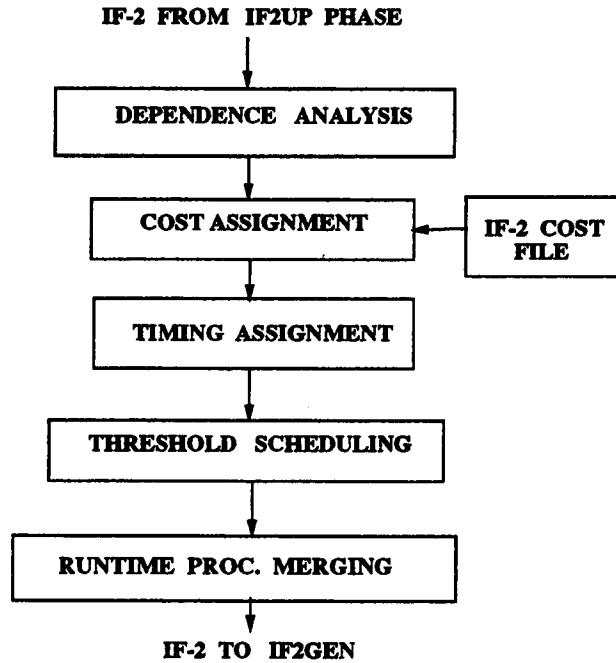 IF-2 FROM IF2UP PHASE
DEPENDENCE ANALYSIS
COST ASSIGNMENT
IF-2 COST
FILE
TIMING ASSIGNMENT
THRESHOLD SCHEDULING
RUNTIME PROC. MERGING
IF-2 TO IF2GEN